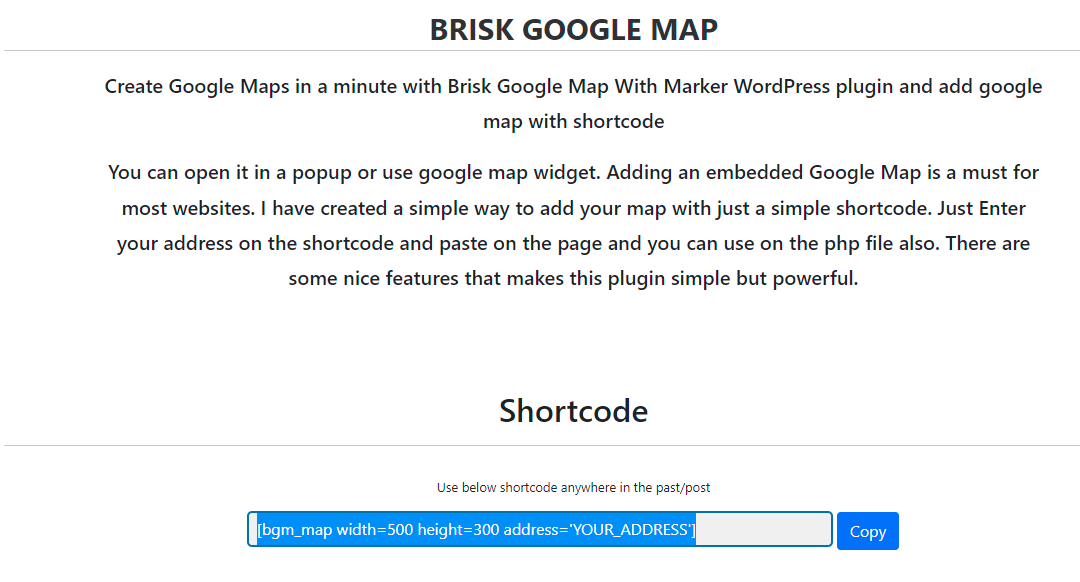 BRISK GOOGLE MAP
Create Google Maps in a minute with Brisk Google Map With Marker WordPress plugin and add google
map with shortcode
You can open it in a popup or use google map widget. Adding an embedded Google Map is a must for
most websites. I have created a simple way to add your map with just a simple shortcode. Just Enter
your address on the shortcode and paste on the page and you can use on the php file also. There are
some nice features that makes this plugin simple but powerful.
Shortcode
Use below shortcode anywhere in the past/post
[bgm_map width=500 height=300 address='YOUR_ADDRESS'] Copy